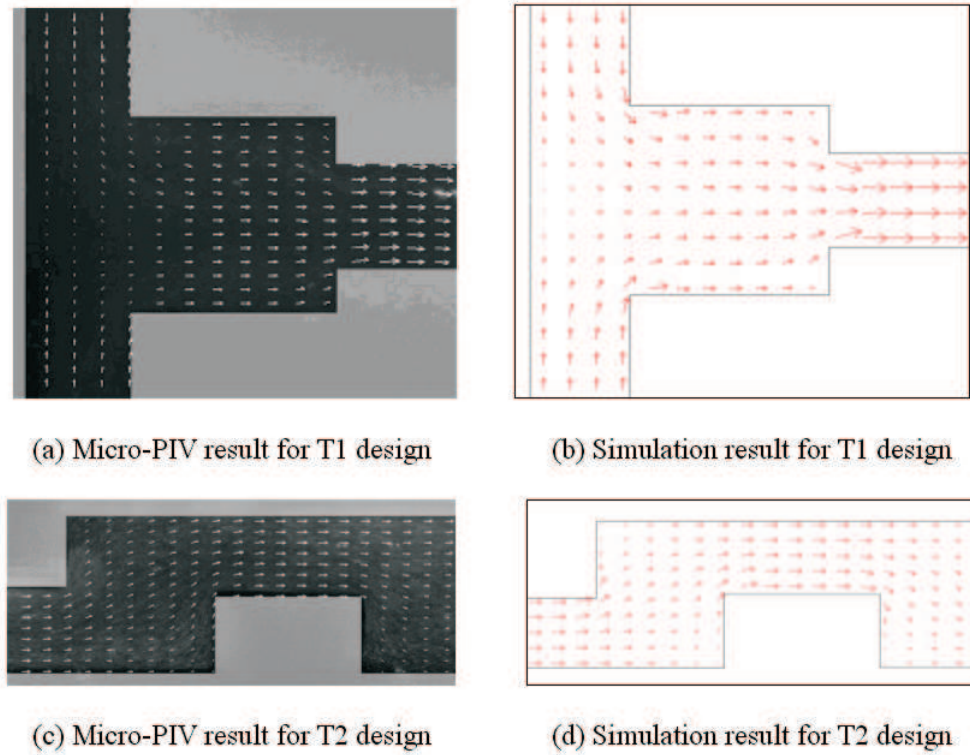 (a) Micro-PIV result for T1 design
(b) Simulation result for T1 design
(c) Micro-PIV result for T2 design
(d) Simulation result for T2 design